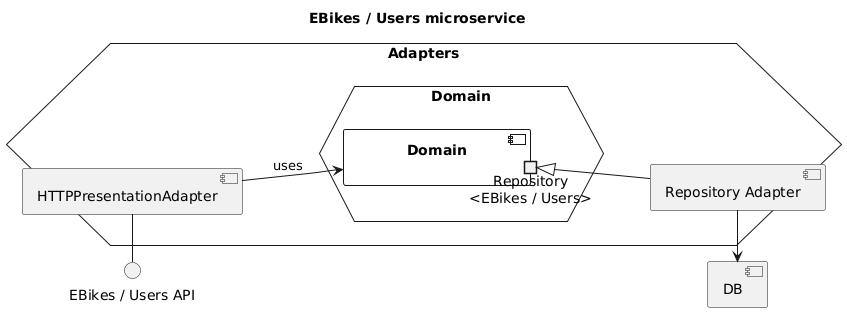 EBikes / Users microservice
Adapters
Domain
Domain
uses
HTTPPresentationAdapter
Repository
<EBikes / Users>
Repository Adapter
EBikes / Users API
DB